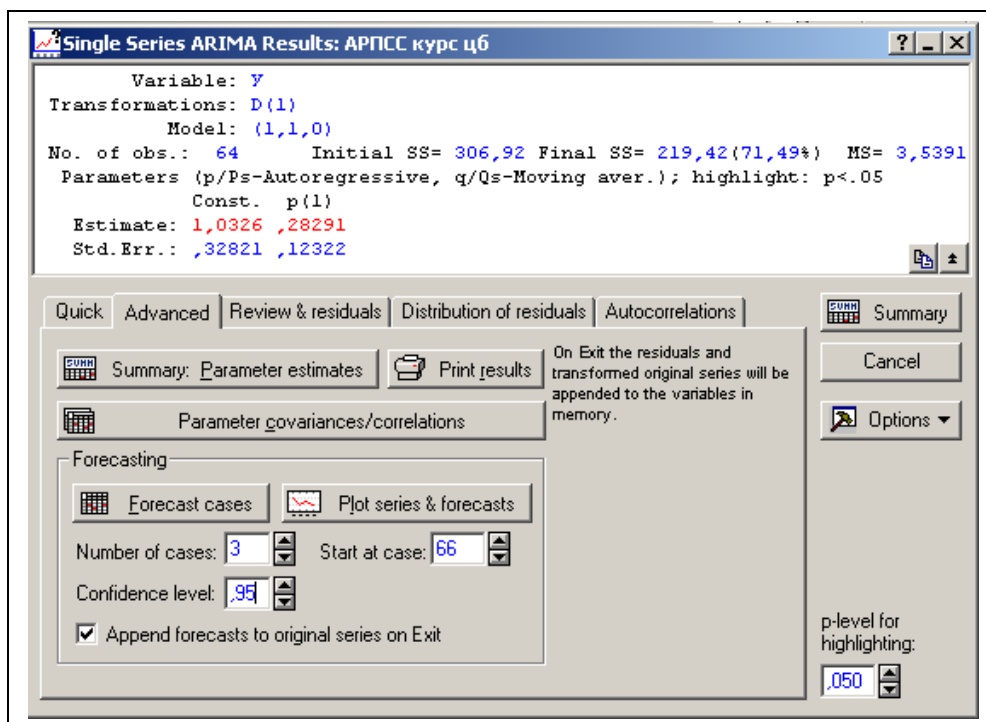 Single Series ARIMA Results: АРПСС курс цб
Variable: У
Transformations: D(1)
Model: (1,1,0)
No. of obs.: 64 Initial SS= 306,92 Final SS= 219,42(71,49%) MS= 3,5391
Parameters (p/Ps-Autoregressive, q/Qs-Moving aver.); highlight: p<.05
Const. p(1)
Estimate: 1,0326 ,28291
Std.Err.: ,32821 ,12322
Quick Advanced Review & residuals Distribution of residuals Autocorrelations
Summary
Cancel
Options
Summary: Parameter estimates
Print results
On Exit the residuals and
transformed original series will be
appended to the variables in
memory.
Parameter covariances/correlations
Forecasting
Forecast cases
Plot series & forecasts
Number of cases: 3 Start at case: 66
Confidence level: ,95
Append forecasts to original series on Exit
p-level for
highlighting:
,050